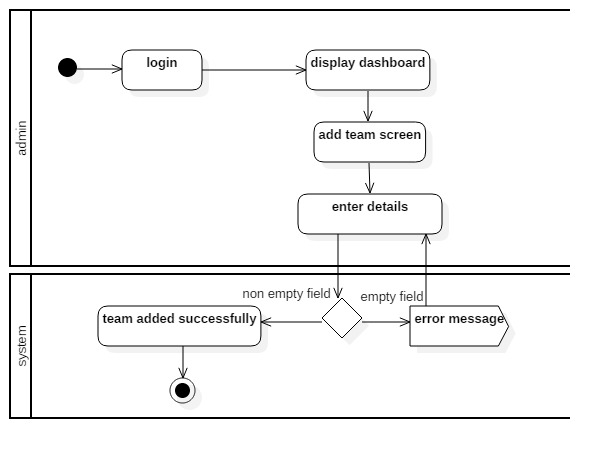 admin
login
display dashboard
add team screen
enter details
system
non empty field
empty field
team added successfully
error message